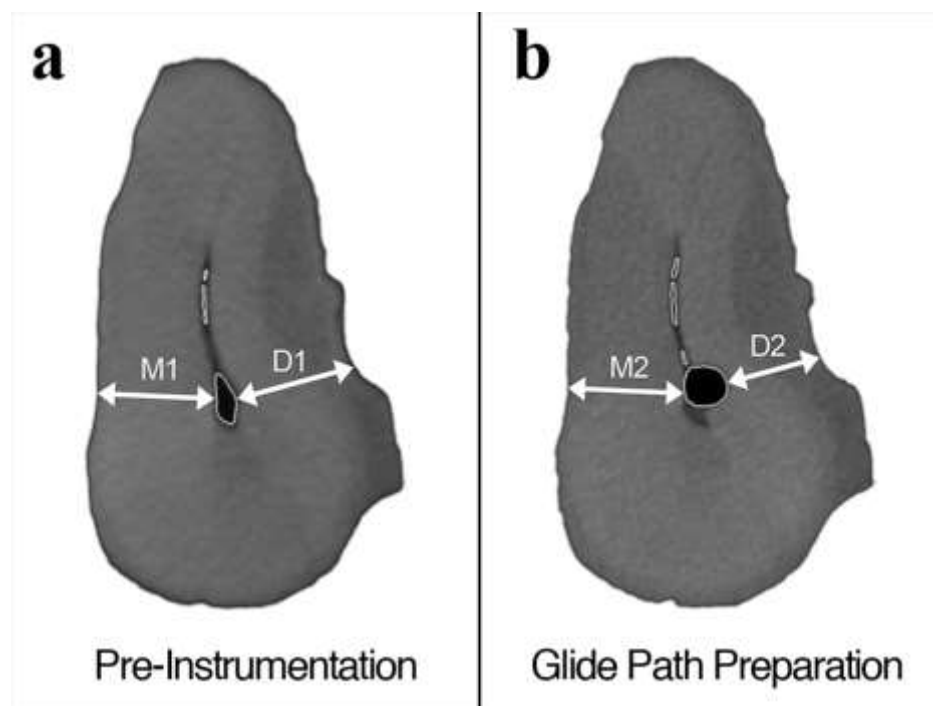 a
b
M1
D1
M2
D2
Pre-Instrumentation
Glide Path Preparation